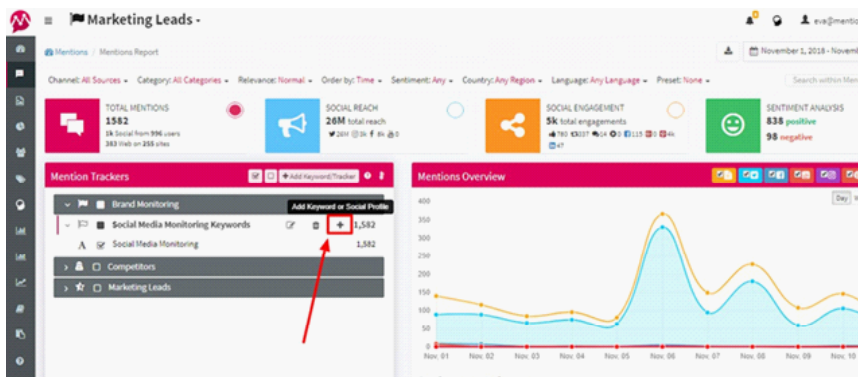 Marketing Leads
eva@mentio
Mentions / Mentions Report
November 1, 2018 - Novem
Channel: All Sources Category: All Categories Relevance: Normal Order by: Time Sentiment: Any Country: Any Region Language: Any Language Preset: None Search within Men
TOTAL MENTIONS
1582
1k Social from 996 users
383 Web on 255 sites
SOCIAL REACH
26M total reach
SOCIAL ENGAGEMENT
5k total engagements
SENTIMENT ANALYSIS
838 positive
98 negative
Mention Trackers
+Add Keyword/Tracker
Mentions Overview
Brand Monitoring
Add Keyword or Social Profile
Social Media Monitoring Keywords 1,582
Social Media Monitoring 1,582
Competitors
Marketing Leads
Day
400
350
300
250
200
150
100
50
0
Nov. 01 Nov. 02 Nov. 03 Nov. 04 Nov. 05 Nov. 06 Nov. 07 Nov. 08 Nov. 09 Nov. 10